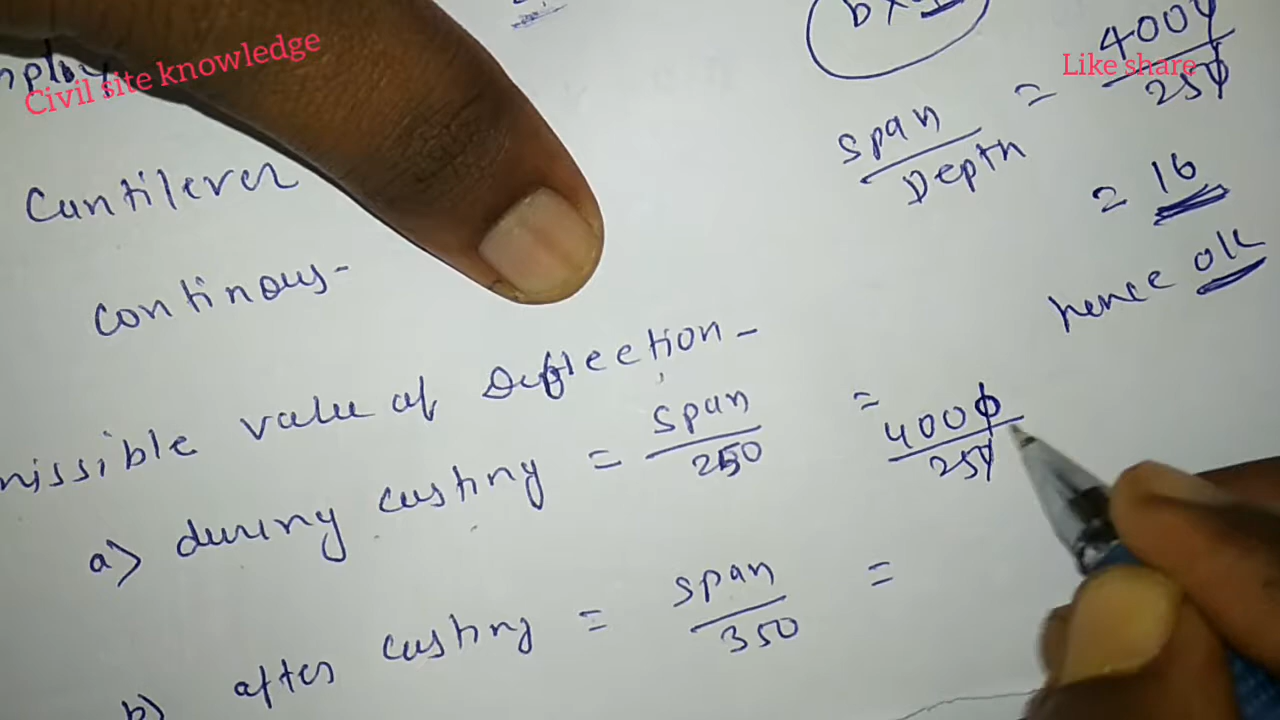 Civil site knowledge
Like share
4000
250
span = 
Depth
= 16
hence ok
Cantilever
continous-
missible value of Deflection -
a) during casting = span = 4000
250 250
b) after casting = span =
350